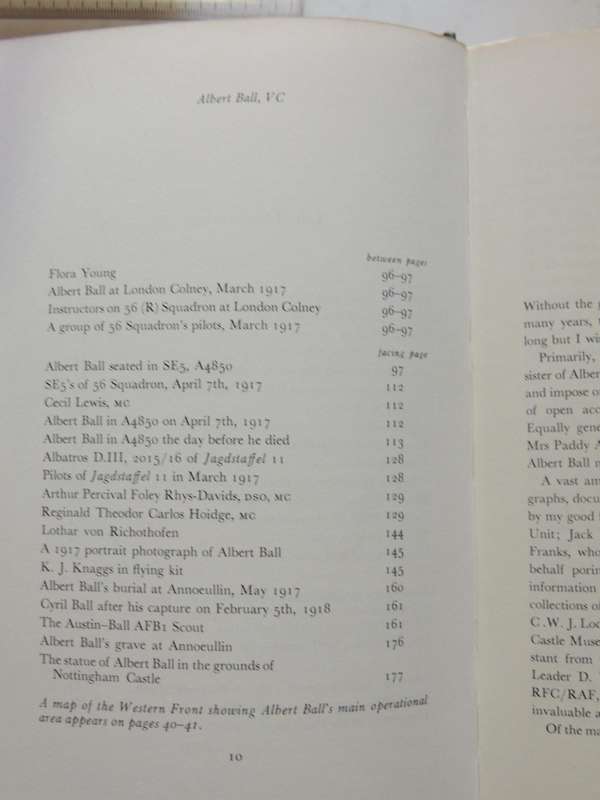 Albert Ball, VC
between pages
Flora Young 96–97
Albert Ball at London Colney, March 1917 96–97
Instructors on 56 (R) Squadron at London Colney 96–97
A group of 56 Squadron's pilots, March 1917 96–97
facing page
Albert Ball seated in SE5, A4850 97
SE5's of 56 Squadron, April 7th, 1917 112
Cecil Lewis, MC 112
Albert Ball in A4850 on April 7th, 1917 112
Albert Ball in A4850 the day before he died 113
Albatros D.III, 2015/16 of Jagdstaffel 11 128
Pilots of Jagdstaffel 11 in March 1917 128
Arthur Percival Foley Rhys-Davids, DSO, MC 129
Reginald Theodor Carlos Hoidge, MC 129
Lothar von Richothofen 144
A 1917 portrait photograph of Albert Ball 145
K. J. Knaggs in flying kit 145
Albert Ball's burial at Annoeullin, May 1917 160
Cyril Ball after his capture on February 5th, 1918 161
The Austin–Ball AFB1 Scout 161
Albert Ball's grave at Annoeullin 176
The statue of Albert Ball in the grounds of
Nottingham Castle 177
A map of the Western Front showing Albert Ball's main operational
area appears on pages 40–41.
10
Without the
many years,
long but I wi
Primarily,
sister of Alber
and impose o
of open acc
Equally gene
Mrs Paddy A
Albert Ball m
A vast am
graphs, docu
by my good f
Unit; Jack
Franks, who
behalf porin
information
collections of
C.W. J. Loc
Castle Muse
stant from
Leader D.
RFC/RAF,
invaluable a
Of the ma